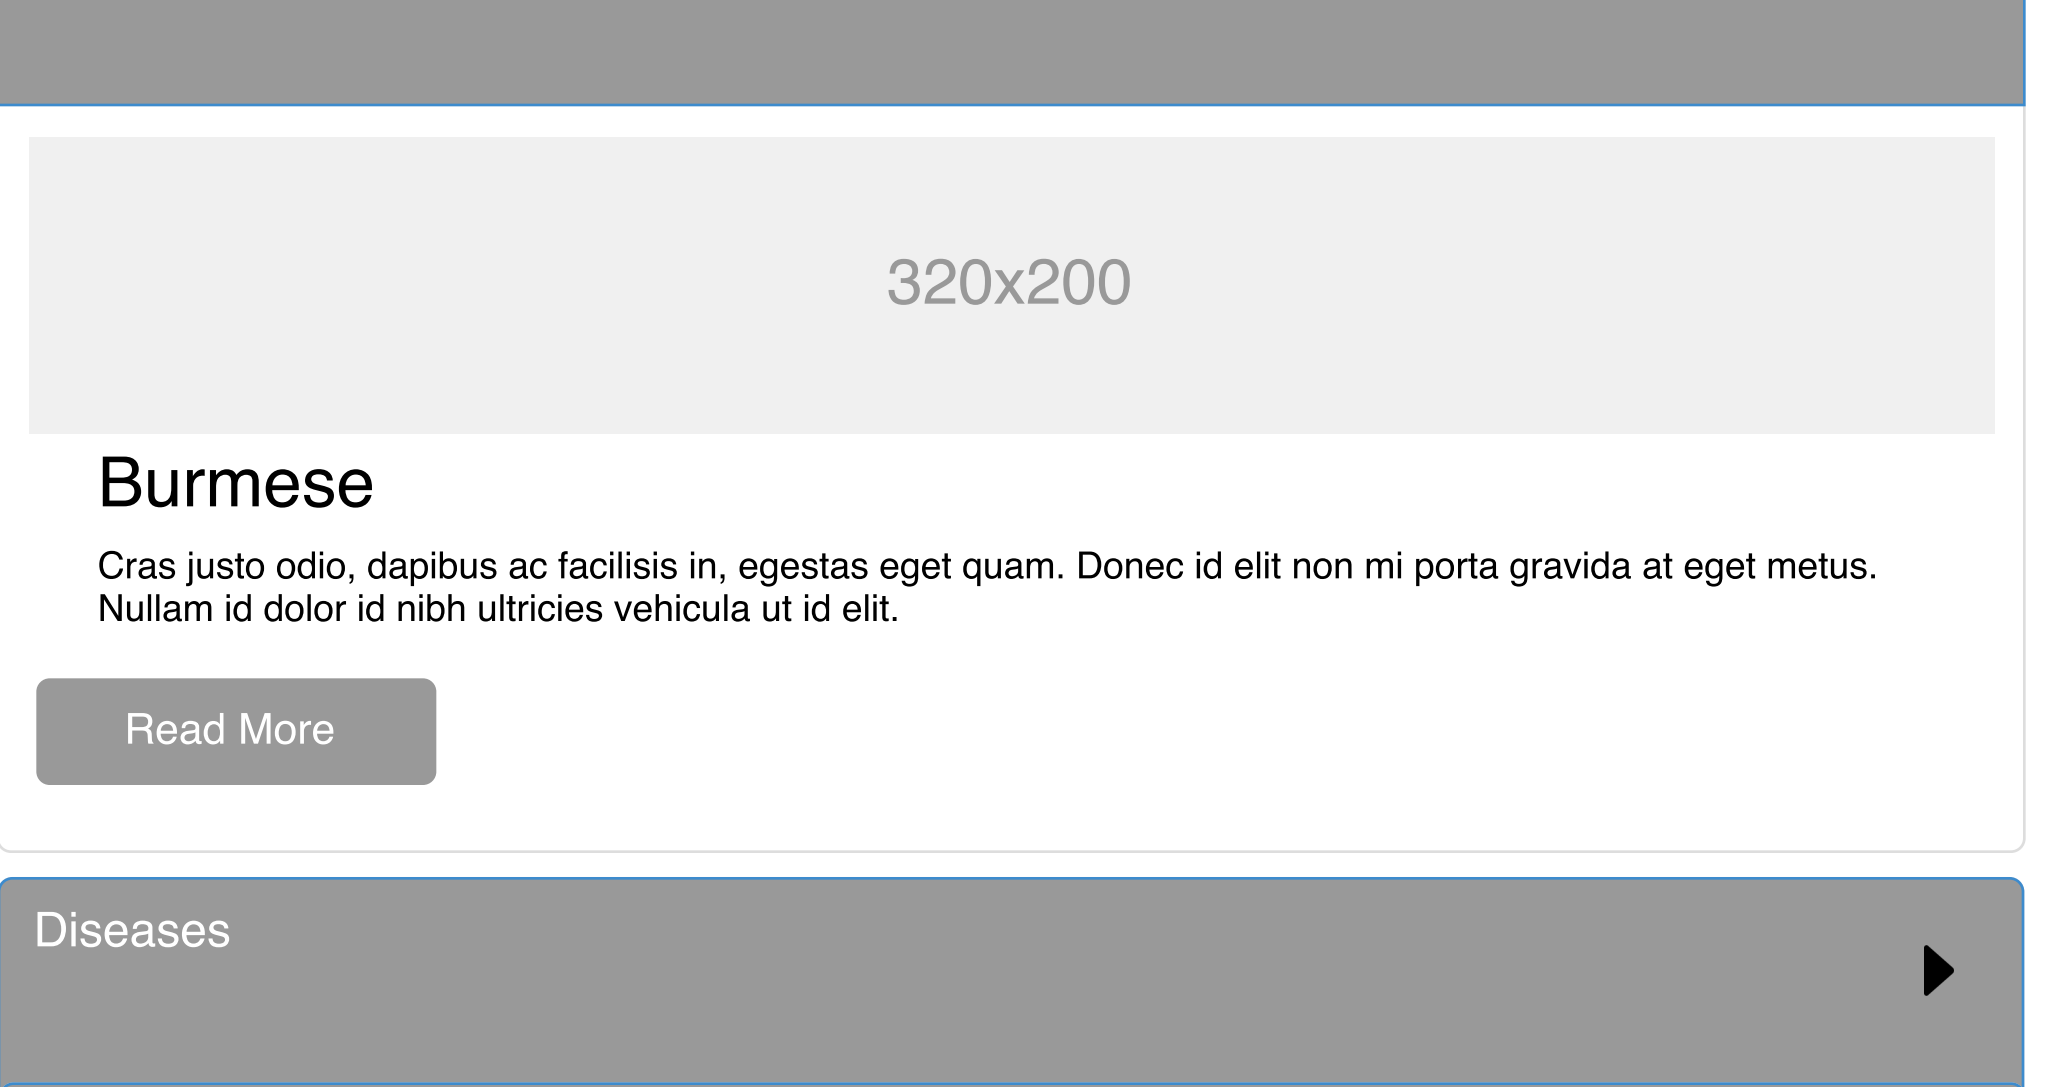 320x200
Burmese
Cras justo odio, dapibus ac facilisis in, egestas eget quam. Donec id elit non mi porta gravida at eget metus.
Nullam id dolor id nibh ultricies vehicula ut id elit.
Read More
Diseases